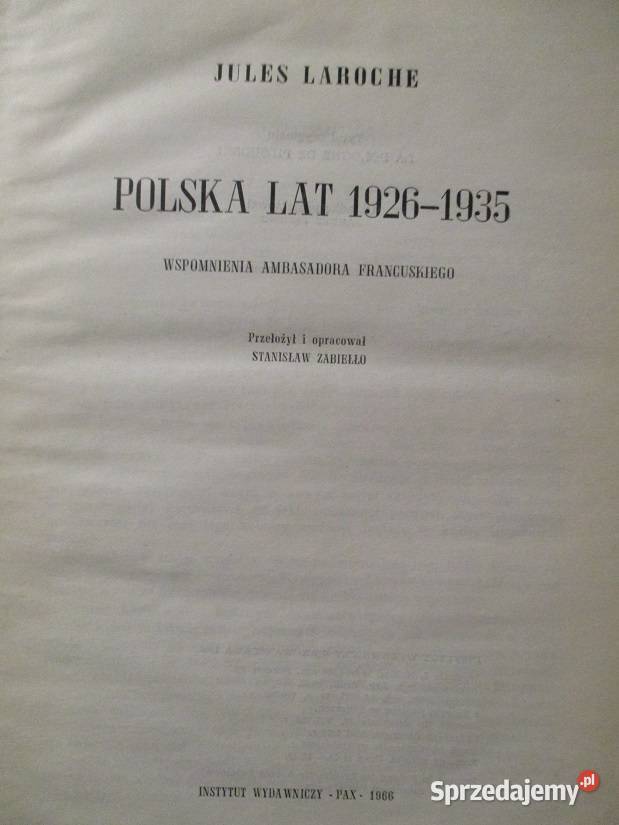 JULES LAROCHE
POLSKA LAT 1926–1935
WSPOMNIENIA AMBASADORA FRANCUSKIEGO
Przełożył i opracował
STANISŁAW ZABIEŁŁO
INSTYTUT WYDAWNICZY - PAX - 1966
Sprzedajemy.pl